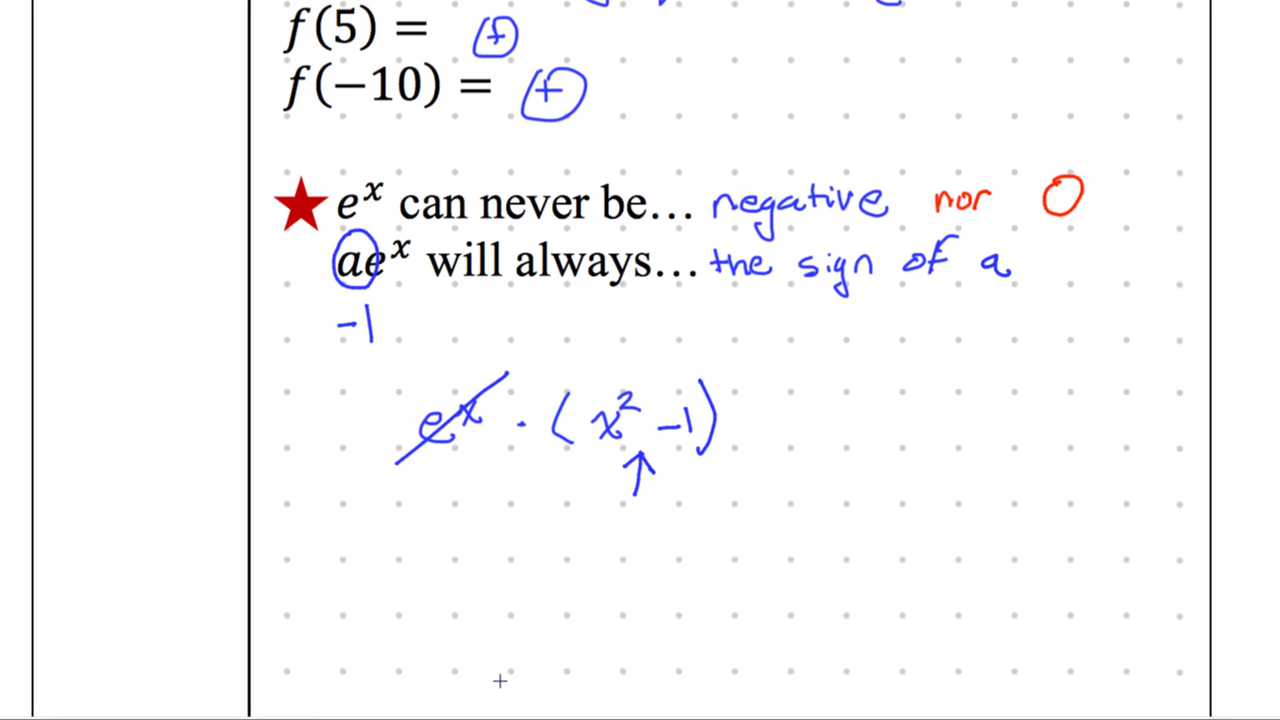 f(5) = +
f(−10) = +
★ eˣ can never be… negative nor 0
aeˣ will always… the sign of a
-1
eˣ · (x² -1)
↑